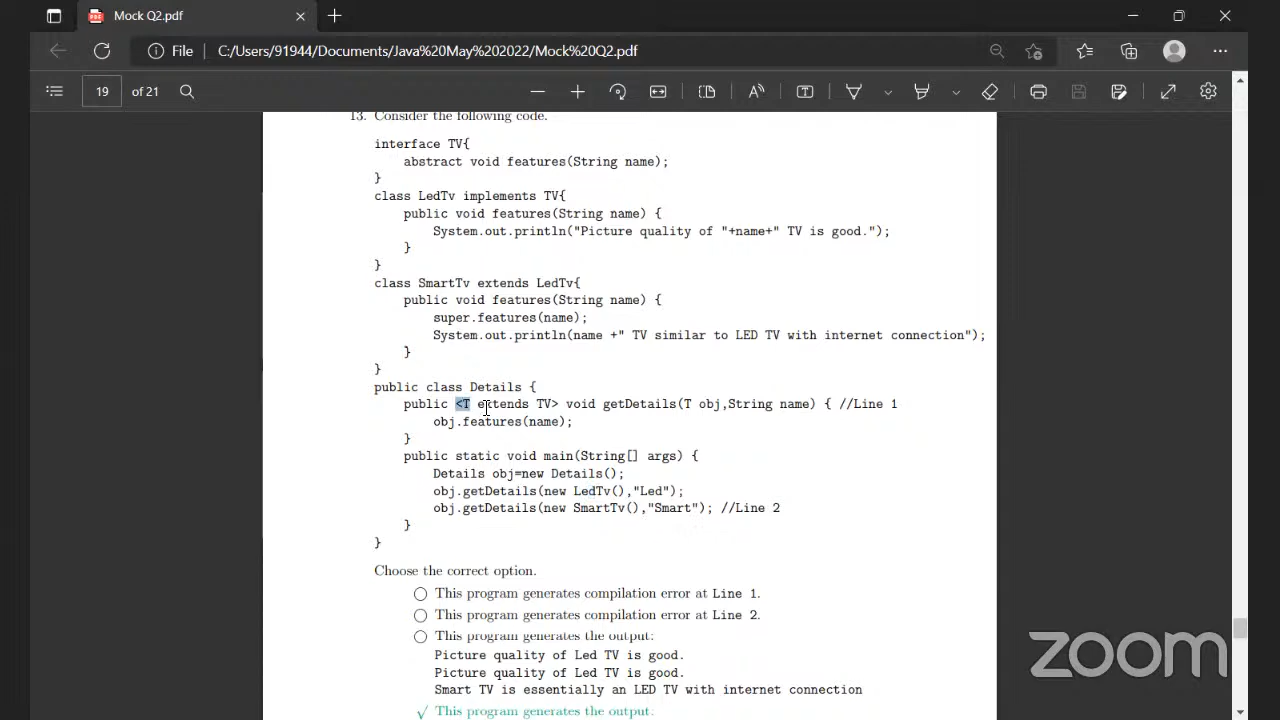 Mock Q2.pdf
File | C:/Users/91944/Documents/Java%20May%202022/Mock%20Q2.pdf
19 of 21
13. Consider the following code.
interface TV{
abstract void features(String name);
}
class LedTv implements TV{
public void features(String name) {
System.out.println("Picture quality of "+name+" TV is good.");
}
}
class SmartTv extends LedTv{
public void features(String name) {
super.features(name);
System.out.println(name +" TV similar to LED TV with internet connection");
}
}
public class Details {
public <T extends TV> void getDetails(T obj,String name) { //Line 1
obj.features(name);
}
public static void main(String[] args) {
Details obj=new Details();
obj.getDetails(new LedTv(),"Led");
obj.getDetails(new SmartTv(),"Smart"); //Line 2
}
}
Choose the correct option.
This program generates compilation error at Line 1.
This program generates compilation error at Line 2.
This program generates the output:
Picture quality of Led TV is good.
Picture quality of Led TV is good.
Smart TV is essentially an LED TV with internet connection
√ This program generates the output:
zoom